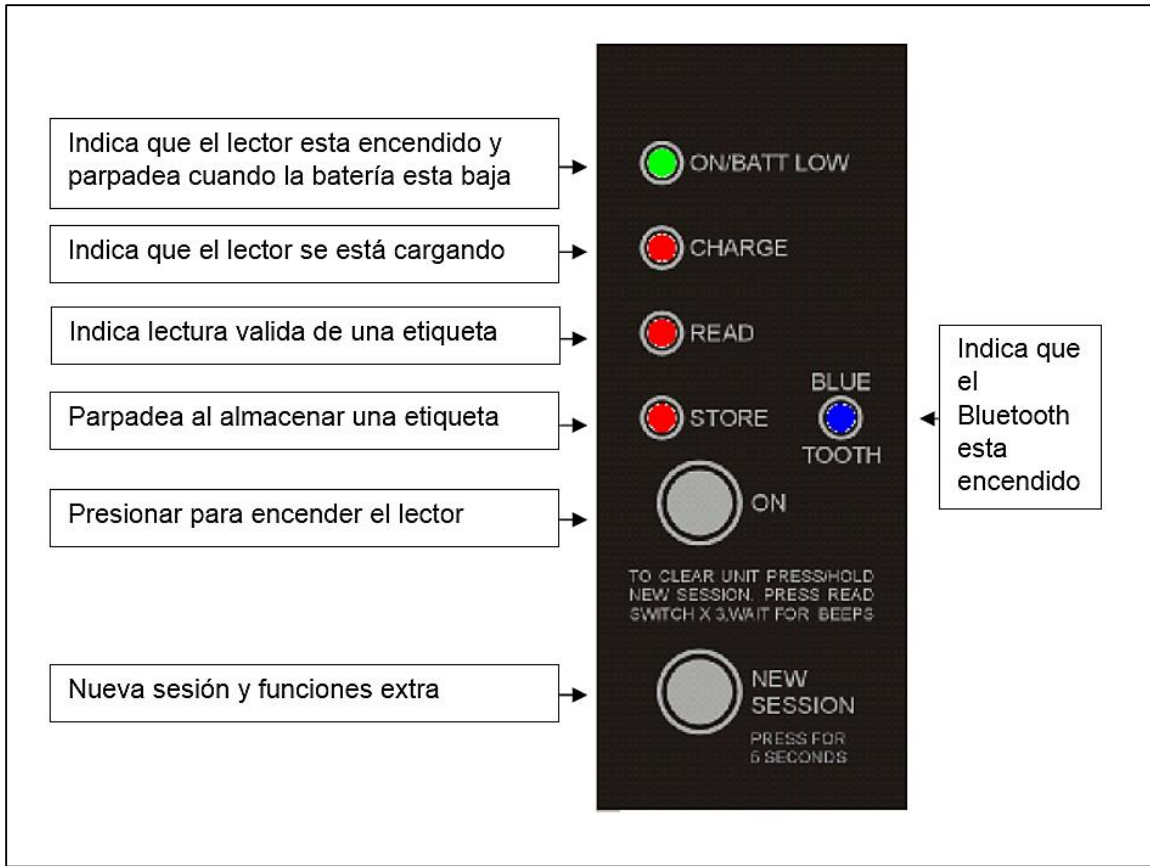 Indica que el lector esta encendido y
parpadea cuando la batería esta baja
ON/BATT LOW
Indica que el lector se está cargando
CHARGE
Indica lectura valida de una etiqueta
READ
Indica que
el
Bluetooth
esta
encendido
BLUE
TOOTH
Parpadea al almacenar una etiqueta
STORE
Presionar para encender el lector
ON
TO CLEAR UNIT PRESS/HOLD
NEW SESSION. PRESS READ
SWITCH X 3,WAIT FOR BEEPS
Nueva sesión y funciones extra
NEW
SESSION
PRESS FOR
5 SECONDS